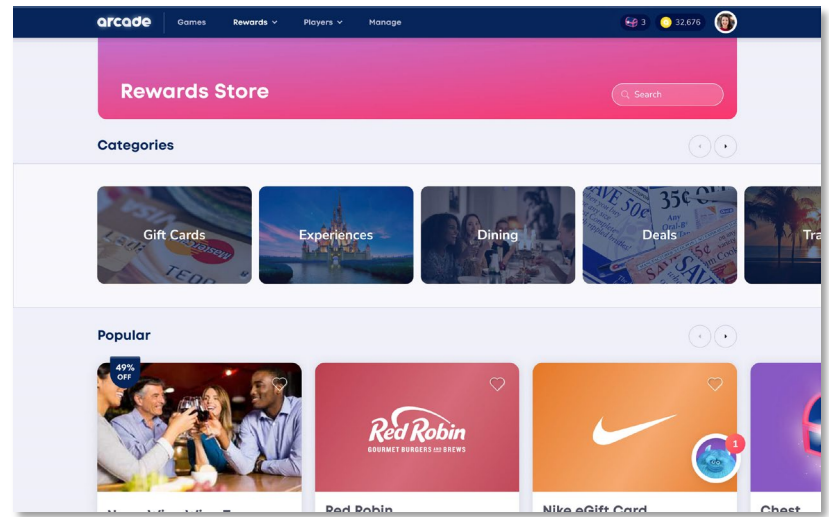 arcade Games Rewards Players Manage 3 32,676
Rewards Store
Search
Categories
Gift Cards Experiences Dining Deals Tra
Popular
49%
OFF
Red Robin
GOURMET BURGERS AND BREWS
1
Red Robin Nike eGift Card Chest